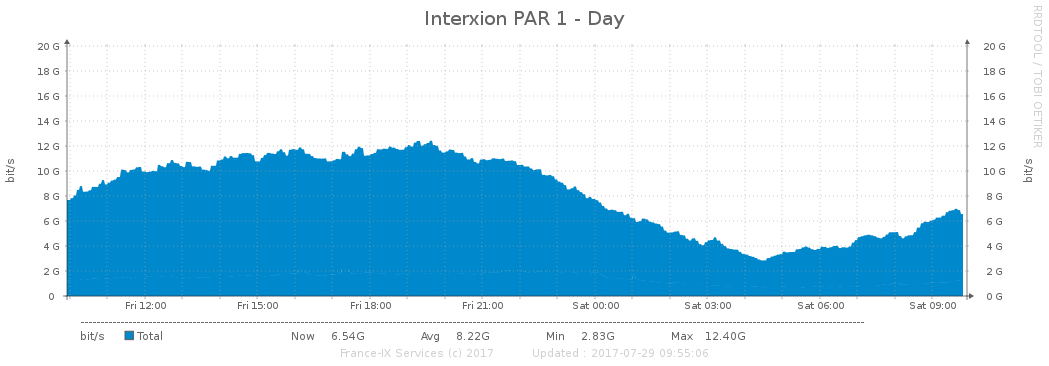 Interxion PAR 1 - Day
RRDTOOL / TOBI OETIKER
bit/s
20 G
18 G
16 G
14 G
12 G
10 G
8 G
6 G
4 G
2 G
0
20 G
18 G
16 G
14 G
12 G
10 G
8 G
6 G
4 G
2 G
0 G
bit/s
Fri 12:00 Fri 15:00 Fri 18:00 Fri 21:00 Sat 00:00 Sat 03:00 Sat 06:00 Sat 09:00
bit/s Total Now 6.54G Avg 8.22G Min 2.83G Max 12.40G
France-IX Services (c) 2017 Updated : 2017-07-29 09:55:06